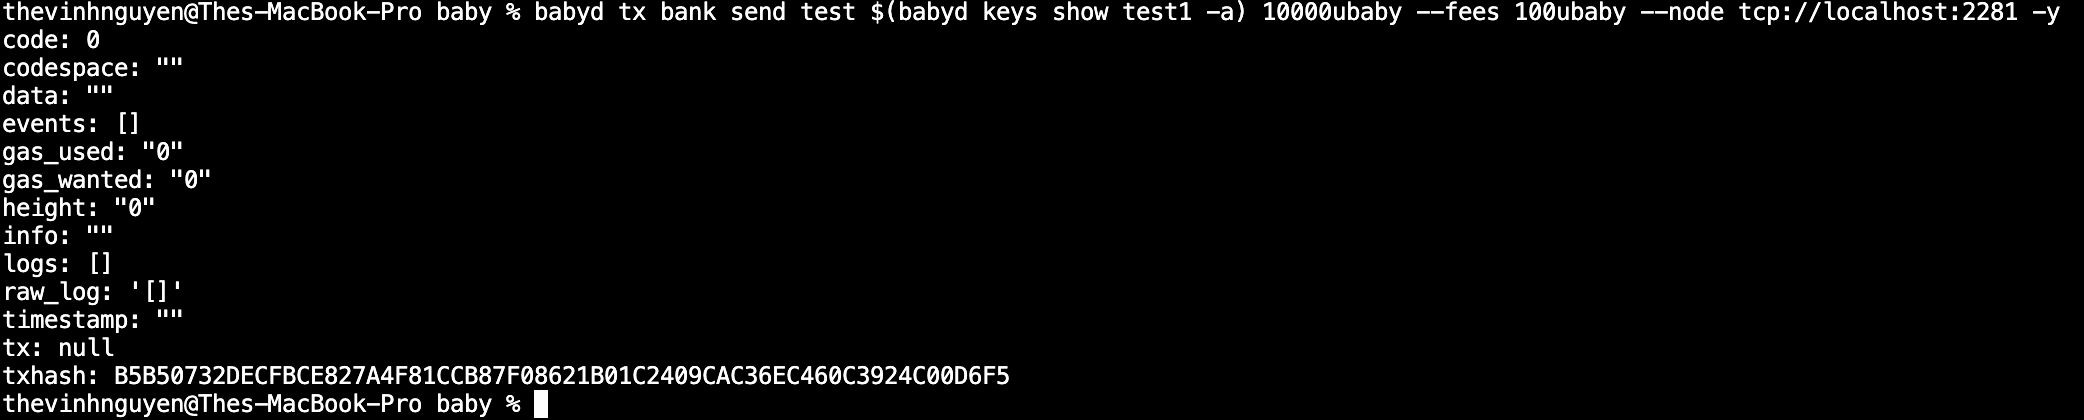 thevinhnguyen@Thes-MacBook-Pro baby % babyd tx bank send test $(babyd keys show test1 -a) 10000ubaby --fees 100ubaby --node tcp://localhost:2281 -y
code: 0
codespace: ""
data: ""
events: []
gas_used: "0"
gas_wanted: "0"
height: "0"
info: ""
logs: []
raw_log: '[]'
timestamp: ""
tx: null
txhash: B5B50732DECFBCE827A4F81CCB87F08621B01C2409CAC36EC460C3924C00D6F5
thevinhnguyen@Thes-MacBook-Pro baby %